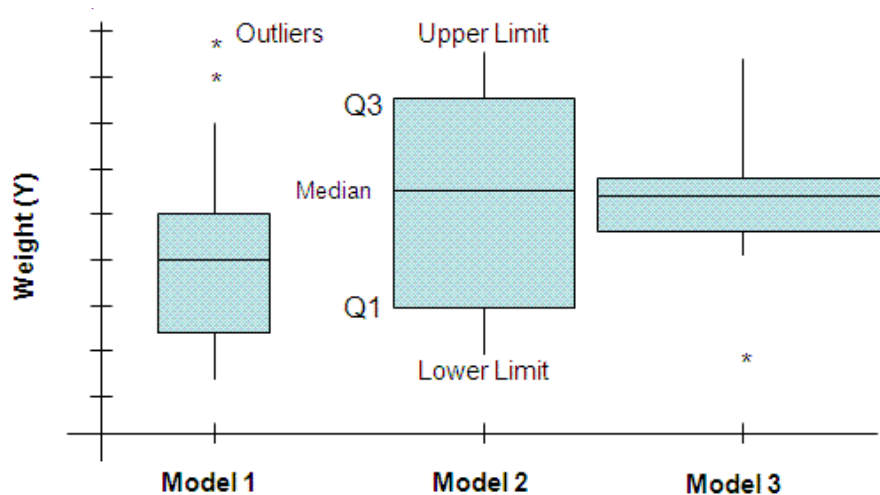 Outliers
Upper Limit
Q3
Median
Q1
Lower Limit
Weight (Y)
Model 1
Model 2
Model 3